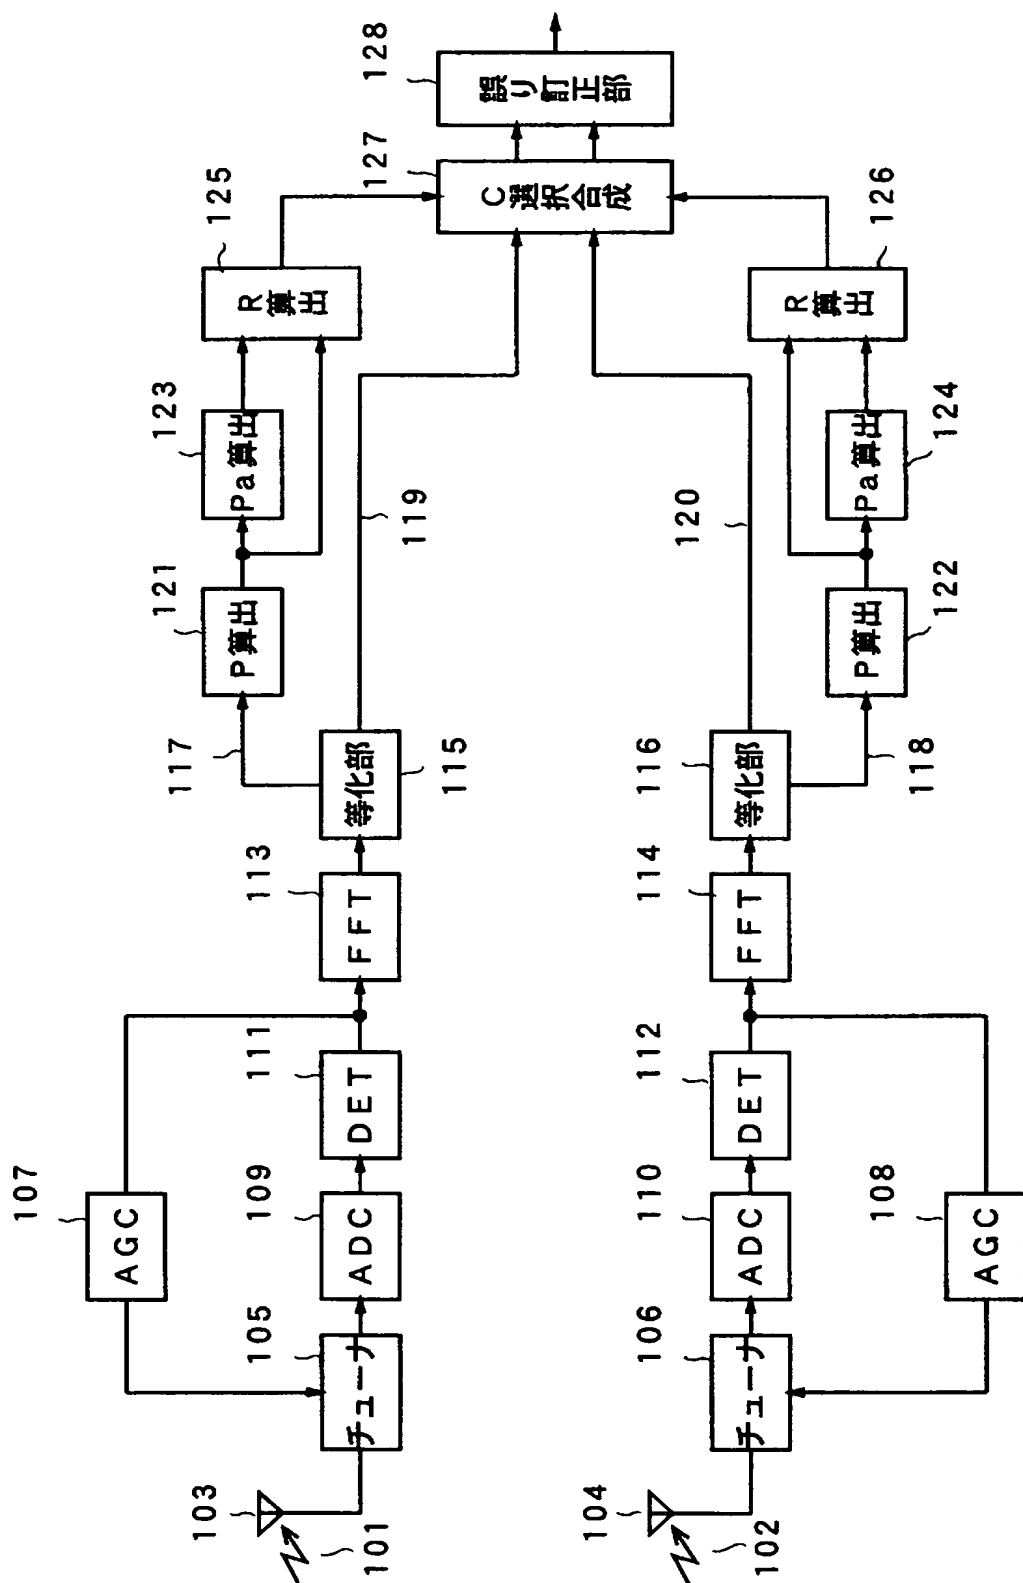 101
102
103
104
チューナ
105
チューナ
106
AGC
107
AGC
108
ADC
109
ADC
110
DET
111
DET
112
FFT
113
FFT
114
等化部
115
等化部
116
117
118
119
120
P算出
121
P算出
122
Pa算出
123
Pa算出
124
R
算出
125
R
算出
126
C
選択合成
127
誤り訂正部
128